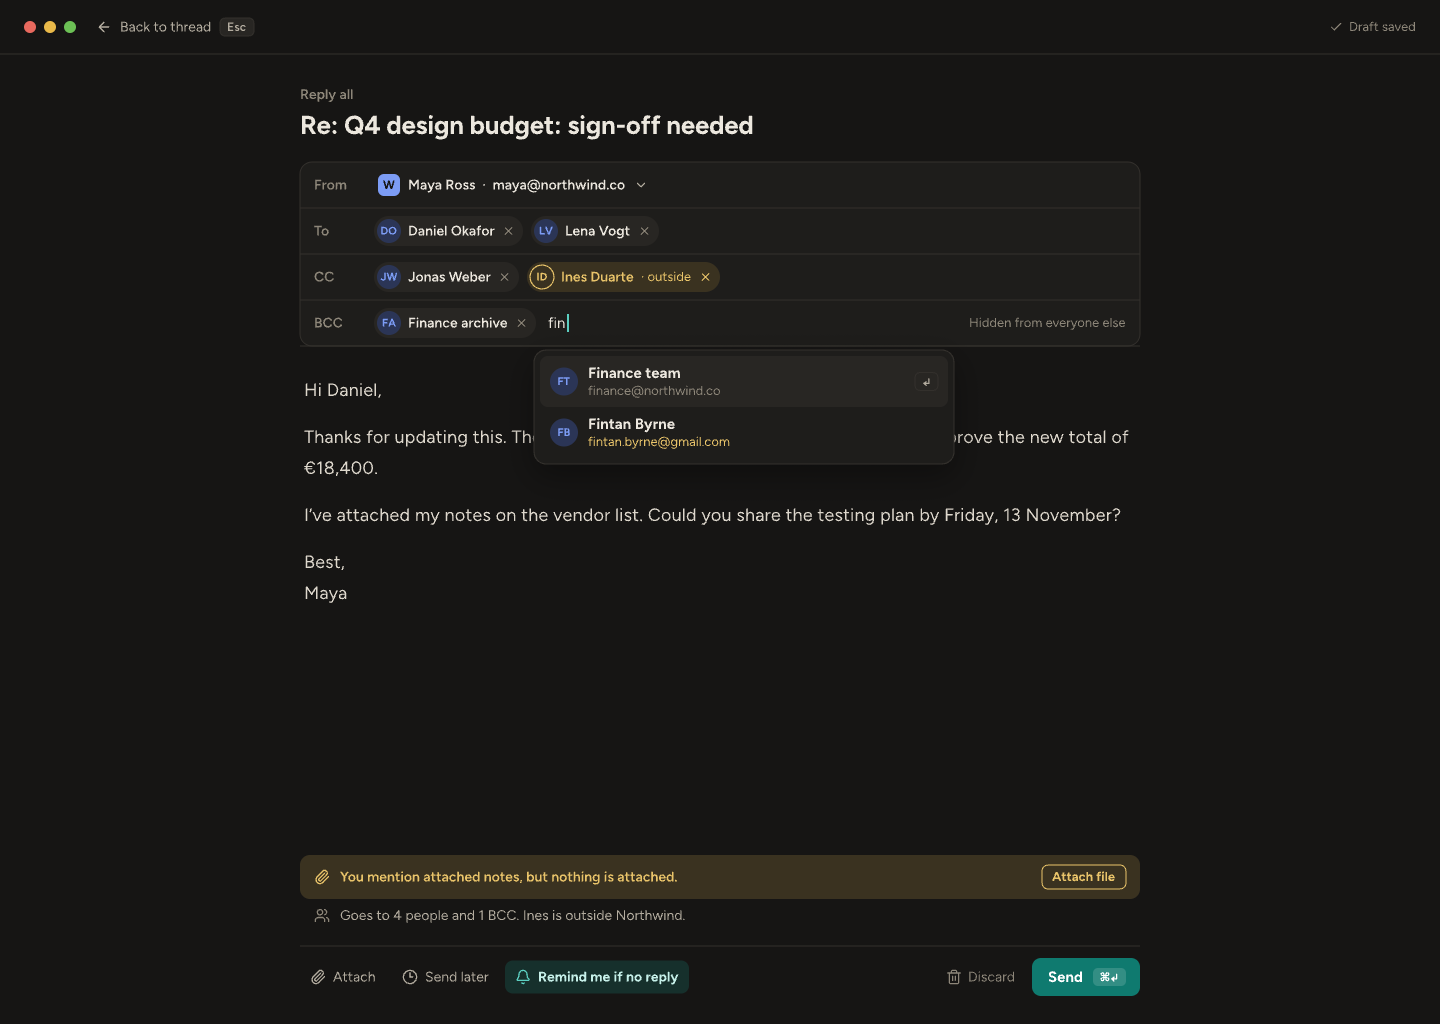 Back to thread Esc
Draft saved
Reply all
Re: Q4 design budget: sign-off needed
From W Maya Ross · maya@northwind.co
To DO Daniel Okafor LV Lena Vogt
CC JW Jonas Weber ID Ines Duarte · outside
BCC FA Finance archive fin Hidden from everyone else
FT Finance team
finance@northwind.co
FB Fintan Byrne
fintan.byrne@gmail.com
Hi Daniel,
Thanks for updating this. the new total of
€18,400.
I’ve attached my notes on the vendor list. Could you share the testing plan by Friday, 13 November?
Best,
Maya
You mention attached notes, but nothing is attached. Attach file
Goes to 4 people and 1 BCC. Ines is outside Northwind.
Attach Send later Remind me if no reply Discard Send ⌘↵